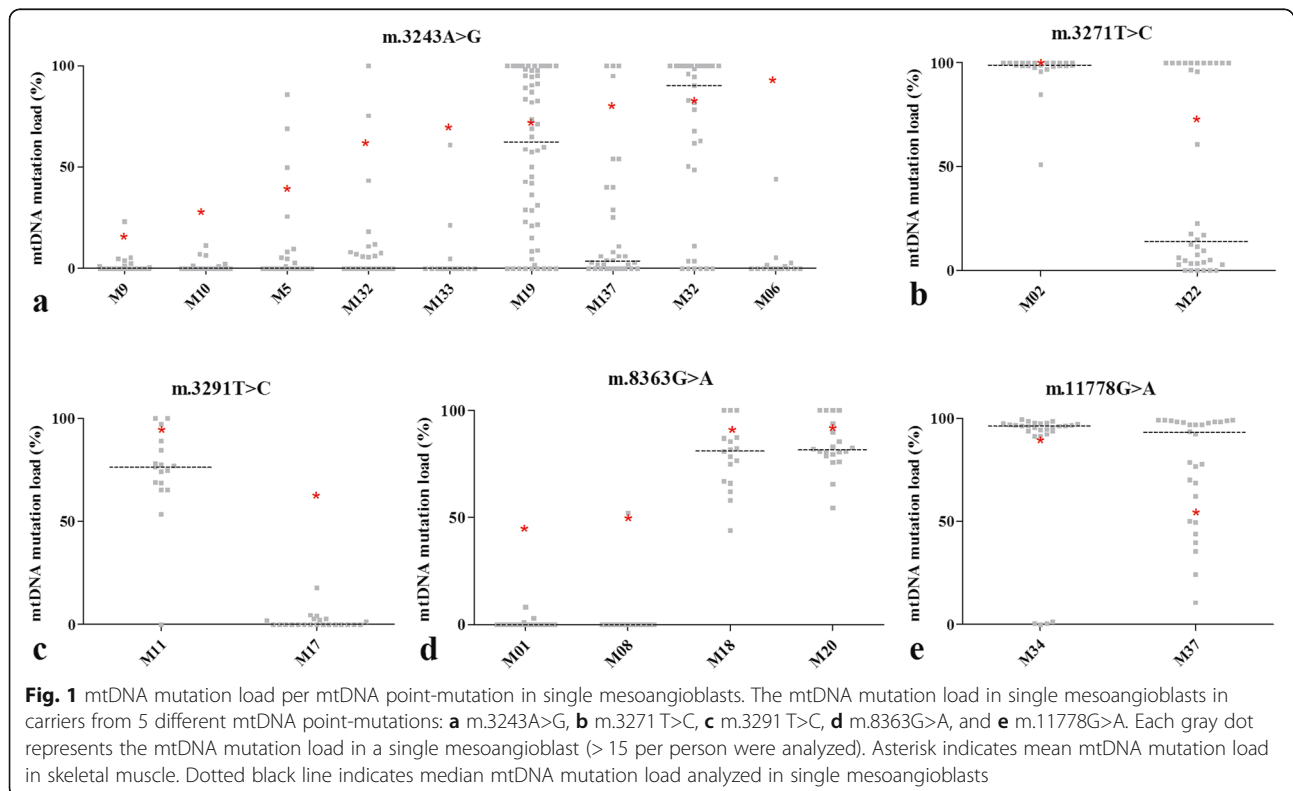 m.3243A>G
mtDNA mutation load (%)
100
50
0
M9
M10
M5
M132
M133
M19
M137
M32
M06
a
m.3271T>C
mtDNA mutation load (%)
100
50
0
M02
M22
b
m.3291T>C
mtDNA mutation load (%)
100
50
0
M11
M17
c
m.8363G>A
mtDNA mutation load (%)
100
50
0
M01
M08
M18
M20
d
m.11778G>A
mtDNA mutation load (%)
100
50
0
M34
M37
e
Fig. 1 mtDNA mutation load per mtDNA point-mutation in single mesoangioblasts. The mtDNA mutation load in single mesoangioblasts in
carriers from 5 different mtDNA point-mutations: a m.3243A>G, b m.3271 T>C, c m.3291 T>C, d m.8363G>A, and e m.11778G>A. Each gray dot
represents the mtDNA mutation load in a single mesoangioblast (> 15 per person were analyzed). Asterisk indicates mean mtDNA mutation load
in skeletal muscle. Dotted black line indicates median mtDNA mutation load analyzed in single mesoangioblasts